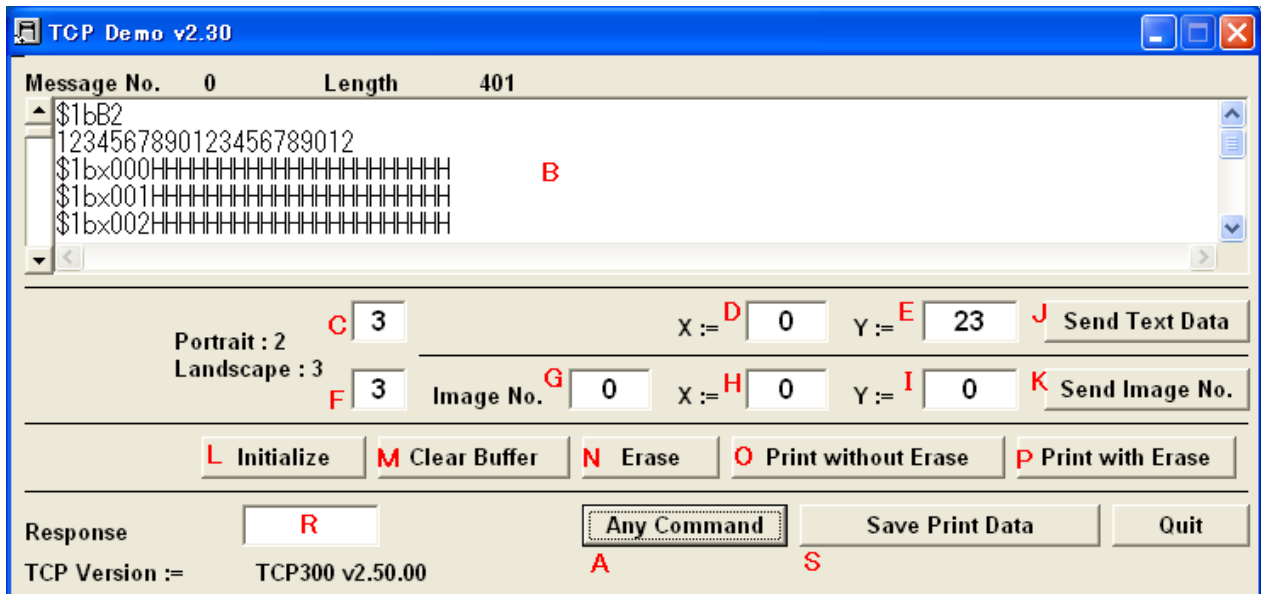 TCP Demo v2.30
Message No. 0 Length 401
$1bB2
1234567890123456789012
$1bx000HHHHHHHHHHHHHHHHHHHHHH
$1bx001HHHHHHHHHHHHHHHHHHHHHH
$1bx002HHHHHHHHHHHHHHHHHHHHHH
B
Portrait : 2 C 3 X := D 0 Y := E 23 J Send Text Data
Landscape : 3 F 3 Image No. G 0 X := H 0 Y := I 0 K Send Image No.
L Initialize M Clear Buffer N Erase O Print without Erase P Print with Erase
Response R Any Command Save Print Data Quit
A S
TCP Version := TCP300 v2.50.00